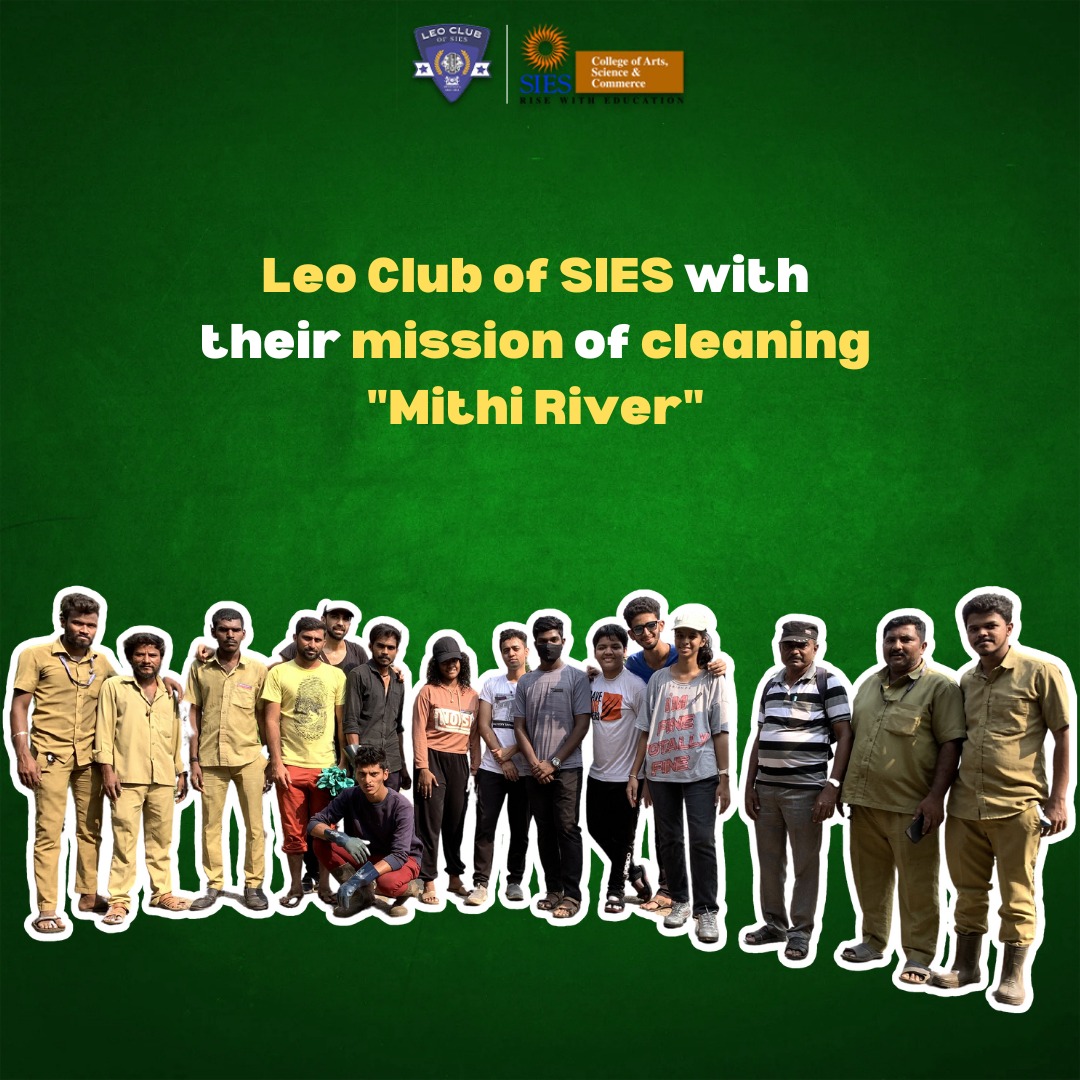 LEO CLUB
OF SIES
SIES
College of Arts,
Science &
Commerce
RISE WITH EDUCATION
Leo Club of SIES with
their mission of cleaning
"Mithi River"
NOIS
I'M
FINE
TOTALLY
FINE